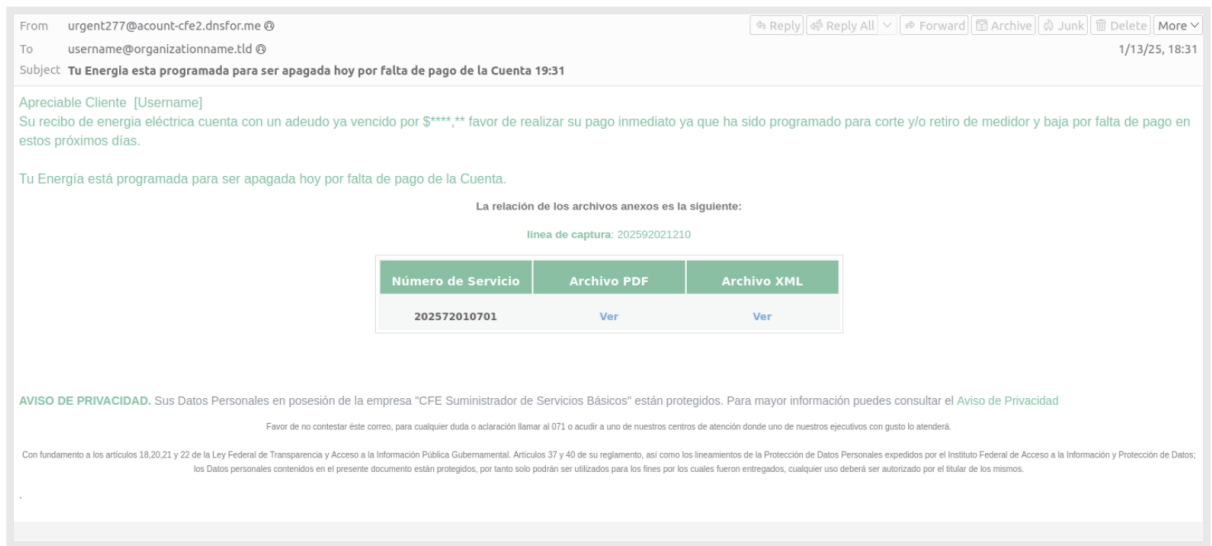 From urgent277@acount-cfe2.dnsfor.me
Reply Reply All Forward Archive Junk Delete More
To username@organizationname.tld
1/13/25, 18:31
Subject Tu Energia esta programada para ser apagada hoy por falta de pago de la Cuenta 19:31
Apreciable Cliente [Username]
Su recibo de energia eléctrica cuenta con un adeudo ya vencido por $****,** favor de realizar su pago inmediato ya que ha sido programado para corte y/o retiro de medidor y baja por falta de pago en
estos próximos días.
Tu Energía está programada para ser apagada hoy por falta de pago de la Cuenta.
La relación de los archivos anexos es la siguiente:
línea de captura: 202592021210
Número de Servicio Archivo PDF Archivo XML
202572010701 Ver Ver
AVISO DE PRIVACIDAD. Sus Datos Personales en posesión de la empresa "CFE Suministrador de Servicios Básicos" están protegidos. Para mayor información puedes consultar el Aviso de Privacidad
Favor de no contestar éste correo, para cualquier duda o aclaración llamar al 071 o acudir a uno de nuestros centros de atención donde uno de nuestros ejecutivos con gusto lo atenderá.
Con fundamento a los artículos 18,20,21 y 22 de la Ley Federal de Transparencia y Acceso a la Información Pública Gubernamental. Artículos 37 y 40 de su reglamento, así como los lineamientos de la Protección de Datos Personales expedidos por el Instituto Federal de Acceso a la Información y Protección de Datos;
los Datos personales contenidos en el presente documento están protegidos, por tanto solo podrán ser utilizados para los fines por los cuales fueron entregados, cualquier uso deberá ser autorizado por el titular de los mismos.
.